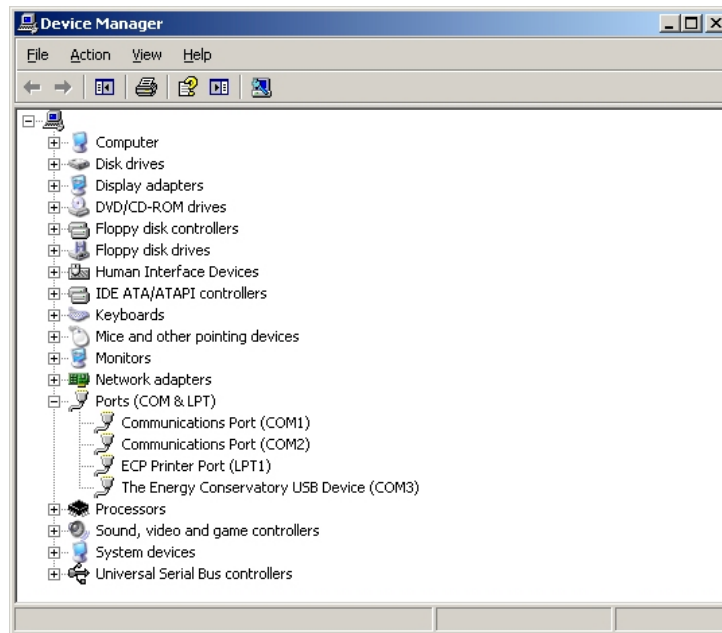 Device Manager
File Action View Help
Computer
Disk drives
Display adapters
DVD/CD-ROM drives
Floppy disk controllers
Floppy disk drives
Human Interface Devices
IDE ATA/ATAPI controllers
Keyboards
Mice and other pointing devices
Monitors
Network adapters
Ports (COM & LPT)
Communications Port (COM1)
Communications Port (COM2)
ECP Printer Port (LPT1)
The Energy Conservatory USB Device (COM3)
Processors
Sound, video and game controllers
System devices
Universal Serial Bus controllers